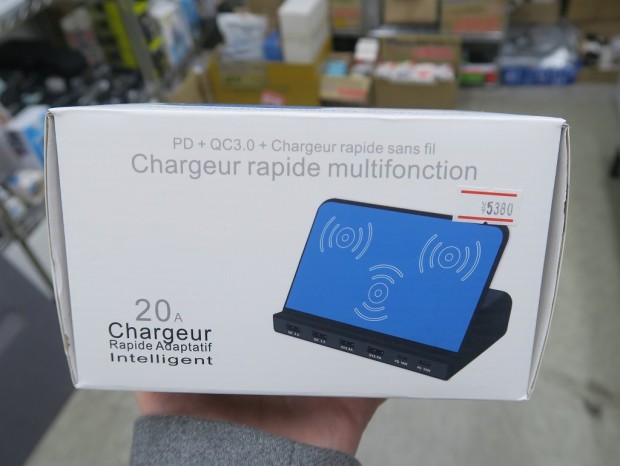 PD + QC3.0 + Chargeur rapide sans fil
Chargeur rapide multifonction
¥5380
20A
Chargeur
Rapide Adaptatif
Intelligent